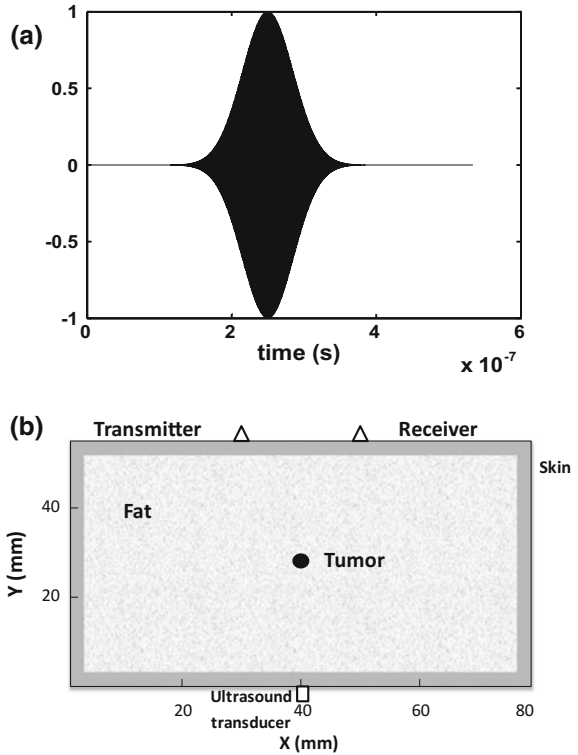 (a)
1
0.5
0
-0.5
-1
0 2 4 6
time (s)
x 10⁻⁷
(b)
Transmitter Receiver
Skin
Fat
40
Tumor
Y (mm)
20
Ultrasound
transducer
20 40 60 80
X (mm)